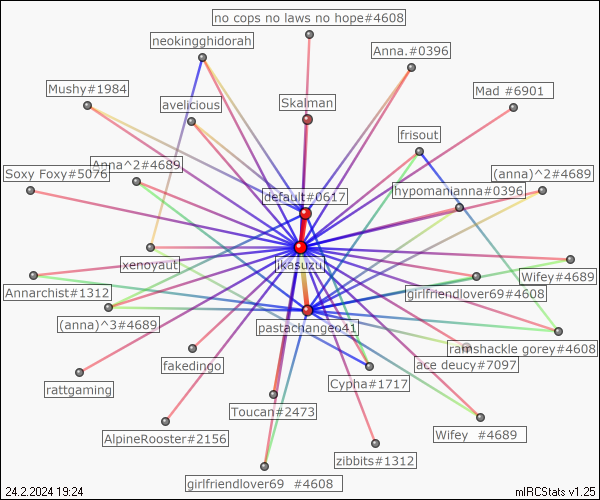 no cops no laws no hope#4608
neokingghidorah
Anna.#0396
Mushy#1984
avelicious
Skalman
Mad #6901
frisout
Anna^2#4689
Soxy Foxy#5076
(anna)^2#4689
default#0617
hypomanianna#0396
xenoyaut
ikasuzu
Wifey#4689
Annarchist#1312
girlfriendlover69#4608
(anna)^3#4689
pastachangeo41
ramshackle gorey#4608
fakedingo
ace deucy#7097
rattgaming
Cypha#1717
Toucan#2473
AlpineRooster#2156
Wifey #4689
zibbits#1312
girlfriendlover69 #4608
24.2.2024 19:24
mIRCStats v1.25